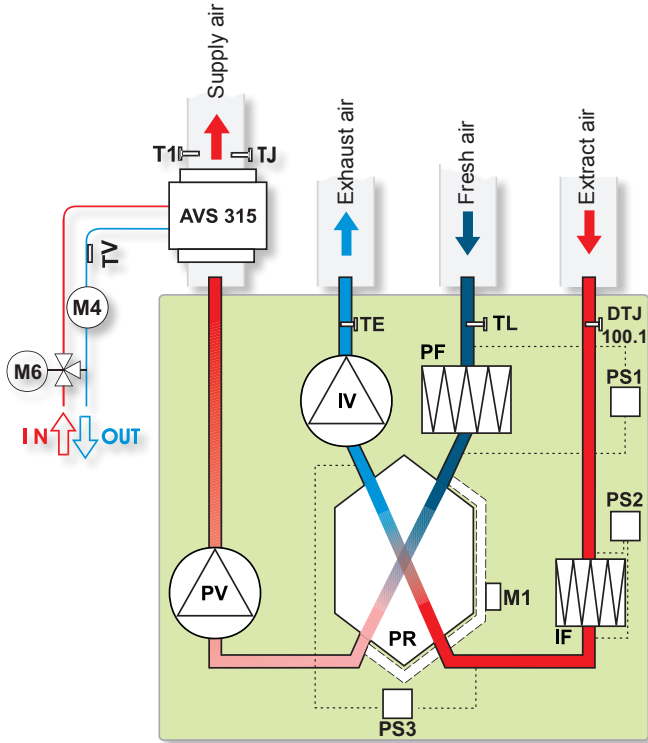 Supply air
Exhaust air
Fresh air
Extract air
T1
TJ
AVS 315
TV
M4
M6
IN
OUT
TE
TL
DTJ
100.1
PF
PS1
IV
PS2
PV
M1
PR
IF
PS3